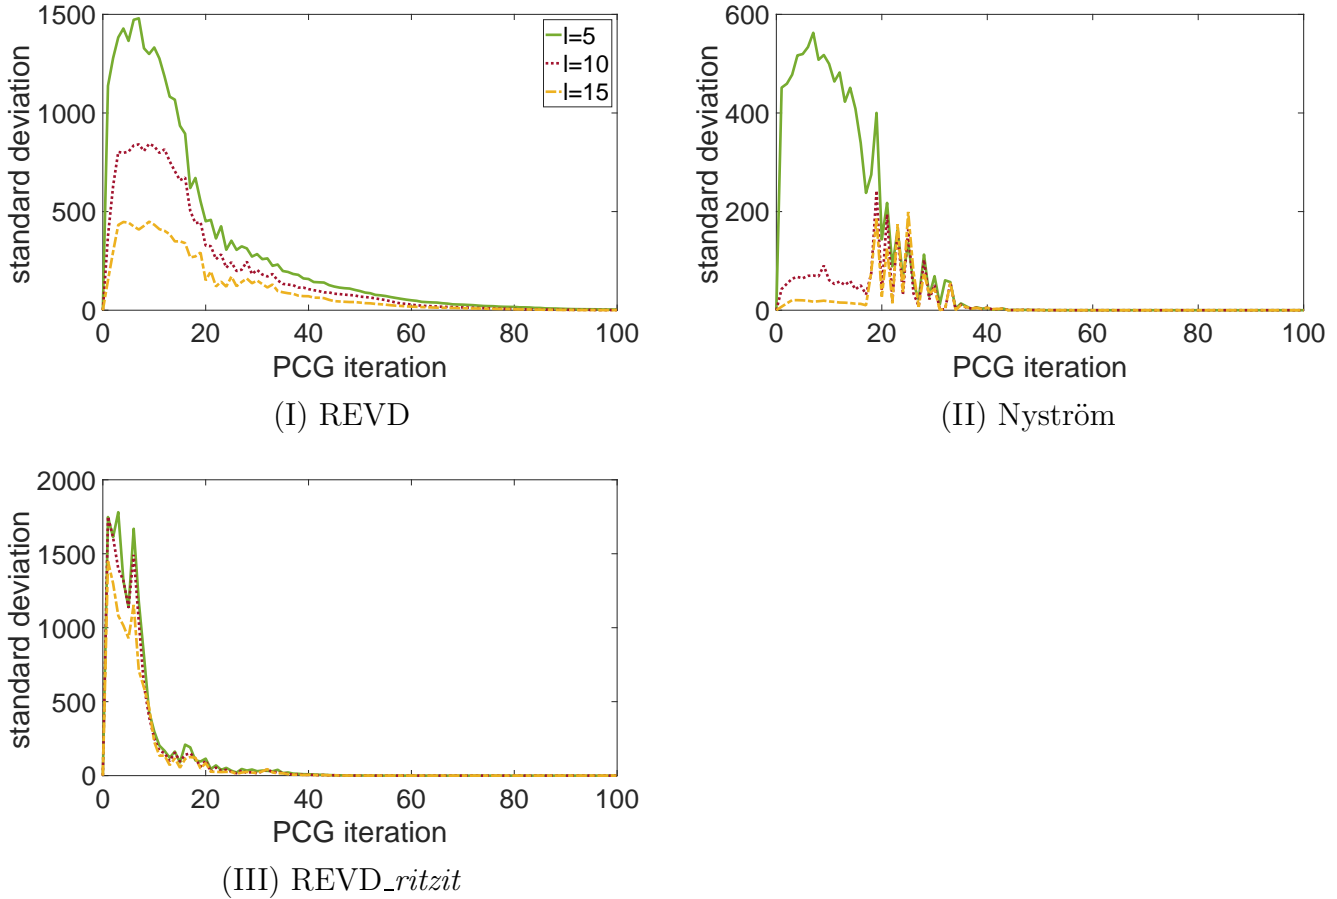 1500
1000
500
0
standard deviation
l=5
l=10
l=15
0 20 40 60 80 100
PCG iteration
(I) REVD
600
400
200
0
standard deviation
0 20 40 60 80 100
PCG iteration
(II) Nyström
2000
1500
1000
500
0
standard deviation
0 20 40 60 80 100
PCG iteration
(III) REVD_ritzit